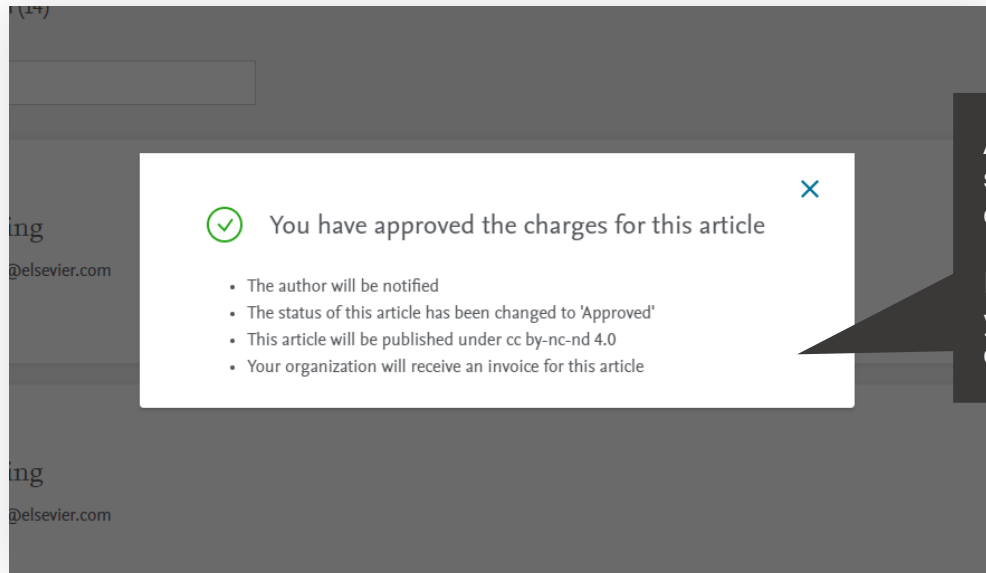 (14)
You have approved the charges for this article
ing
@elsevier.com
• The author will be notified
• The status of this article has been changed to 'Approved'
• This article will be published under cc by-nc-nd 4.0
• Your organization will receive an invoice for this article
ing
@elsevier.com